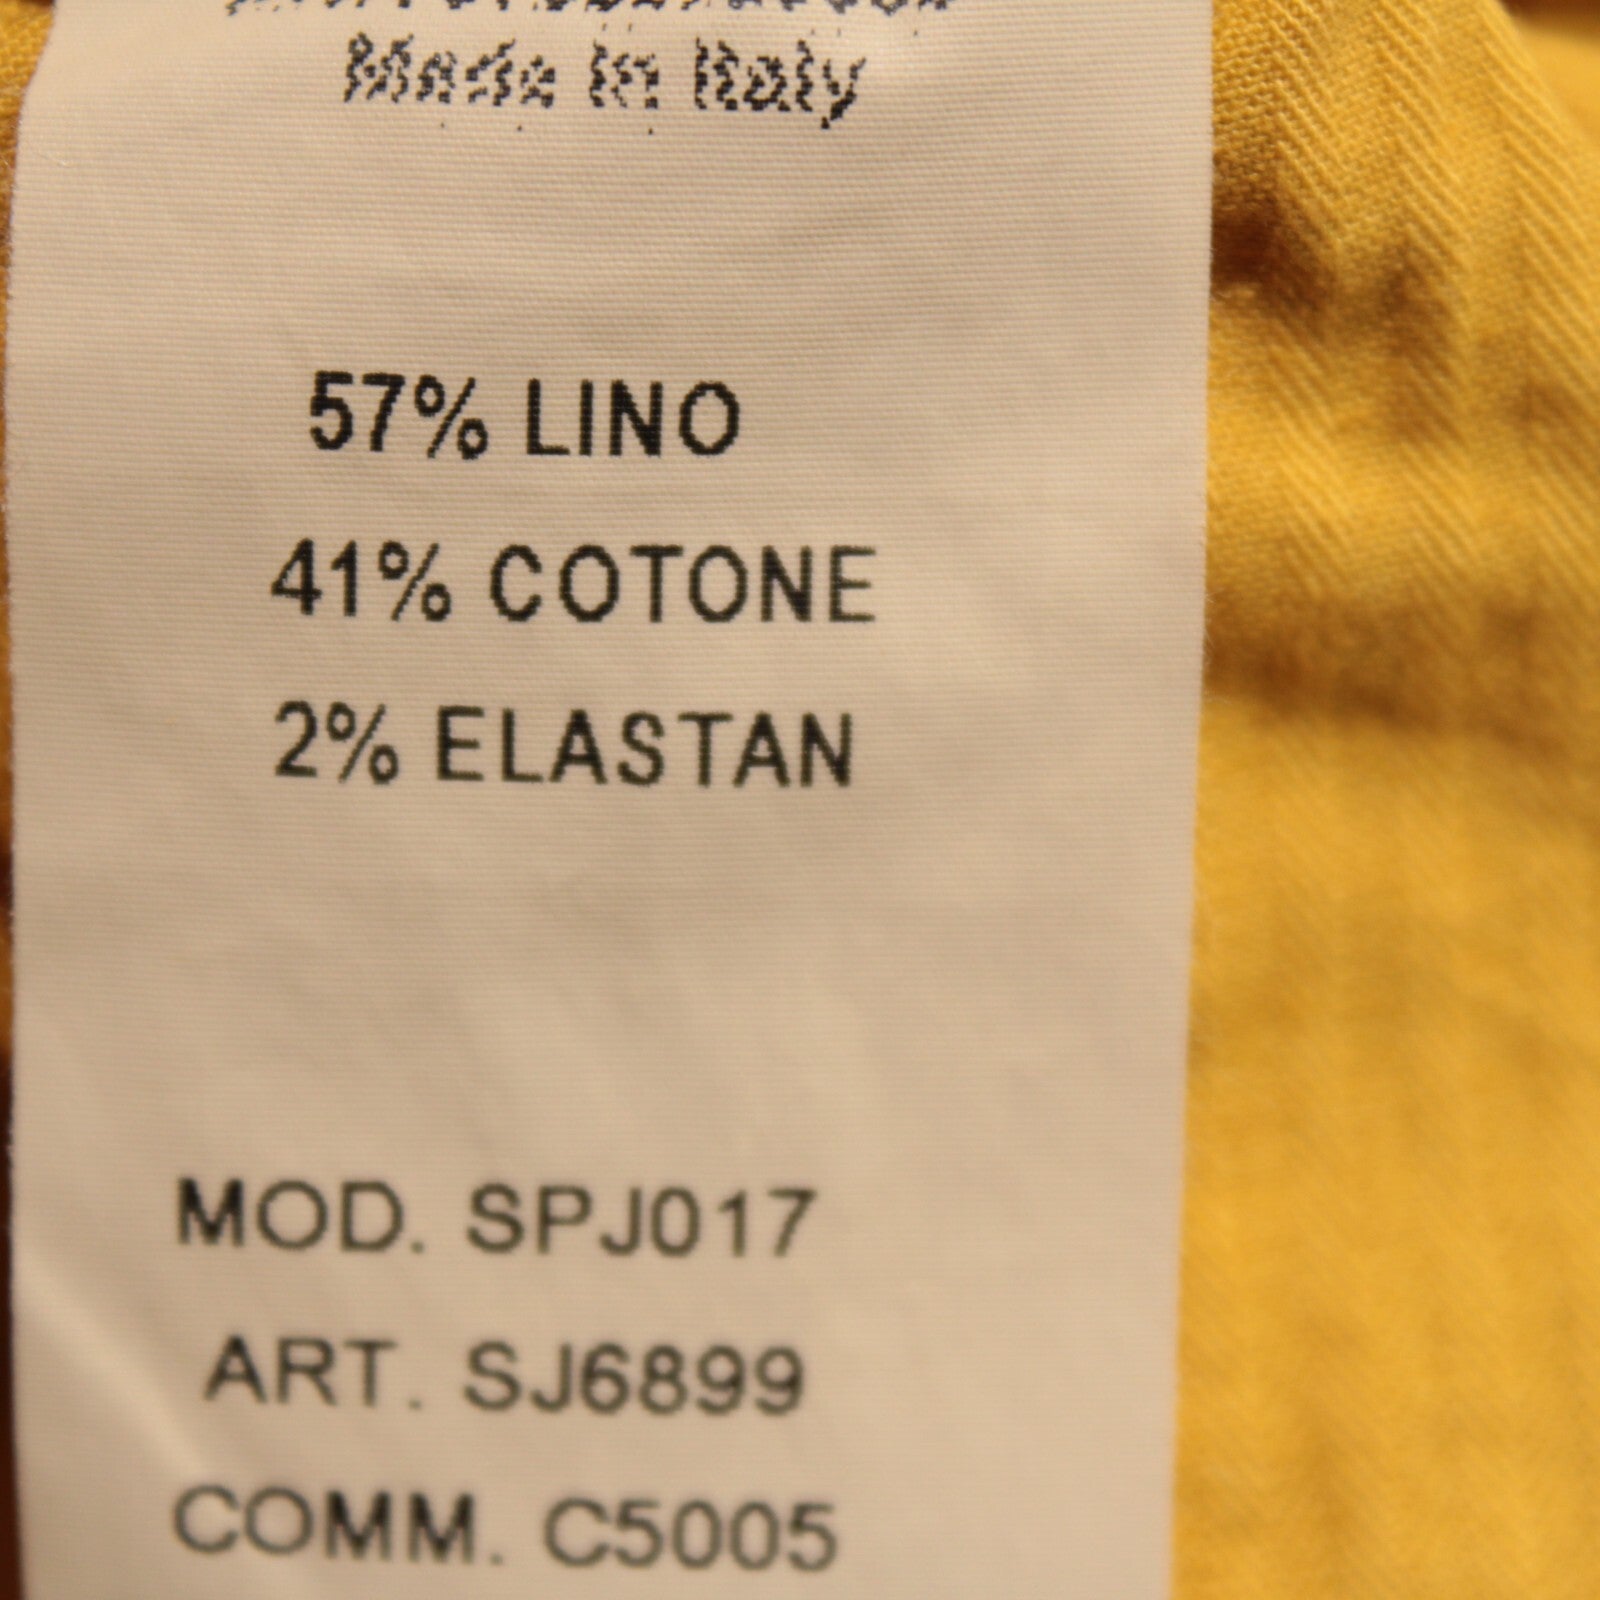 Made in Italy
57% LINO
41% COTONE
2% ELASTAN
MOD. SPJ017
ART. SJ6899
COMM. C5005